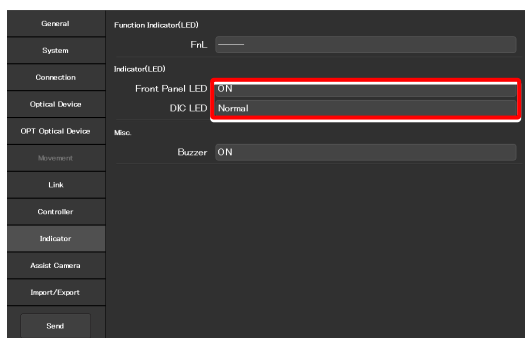 General
System
Connection
Optical Device
OPT Optical Device
Movement
Link
Controller
Indicator
Assist Camera
Import/Export
Send
Function Indicator(LED)
FnL ----
Indicator(LED)
Front Panel LED ON
DIC LED Normal
Misc.
Buzzer ON